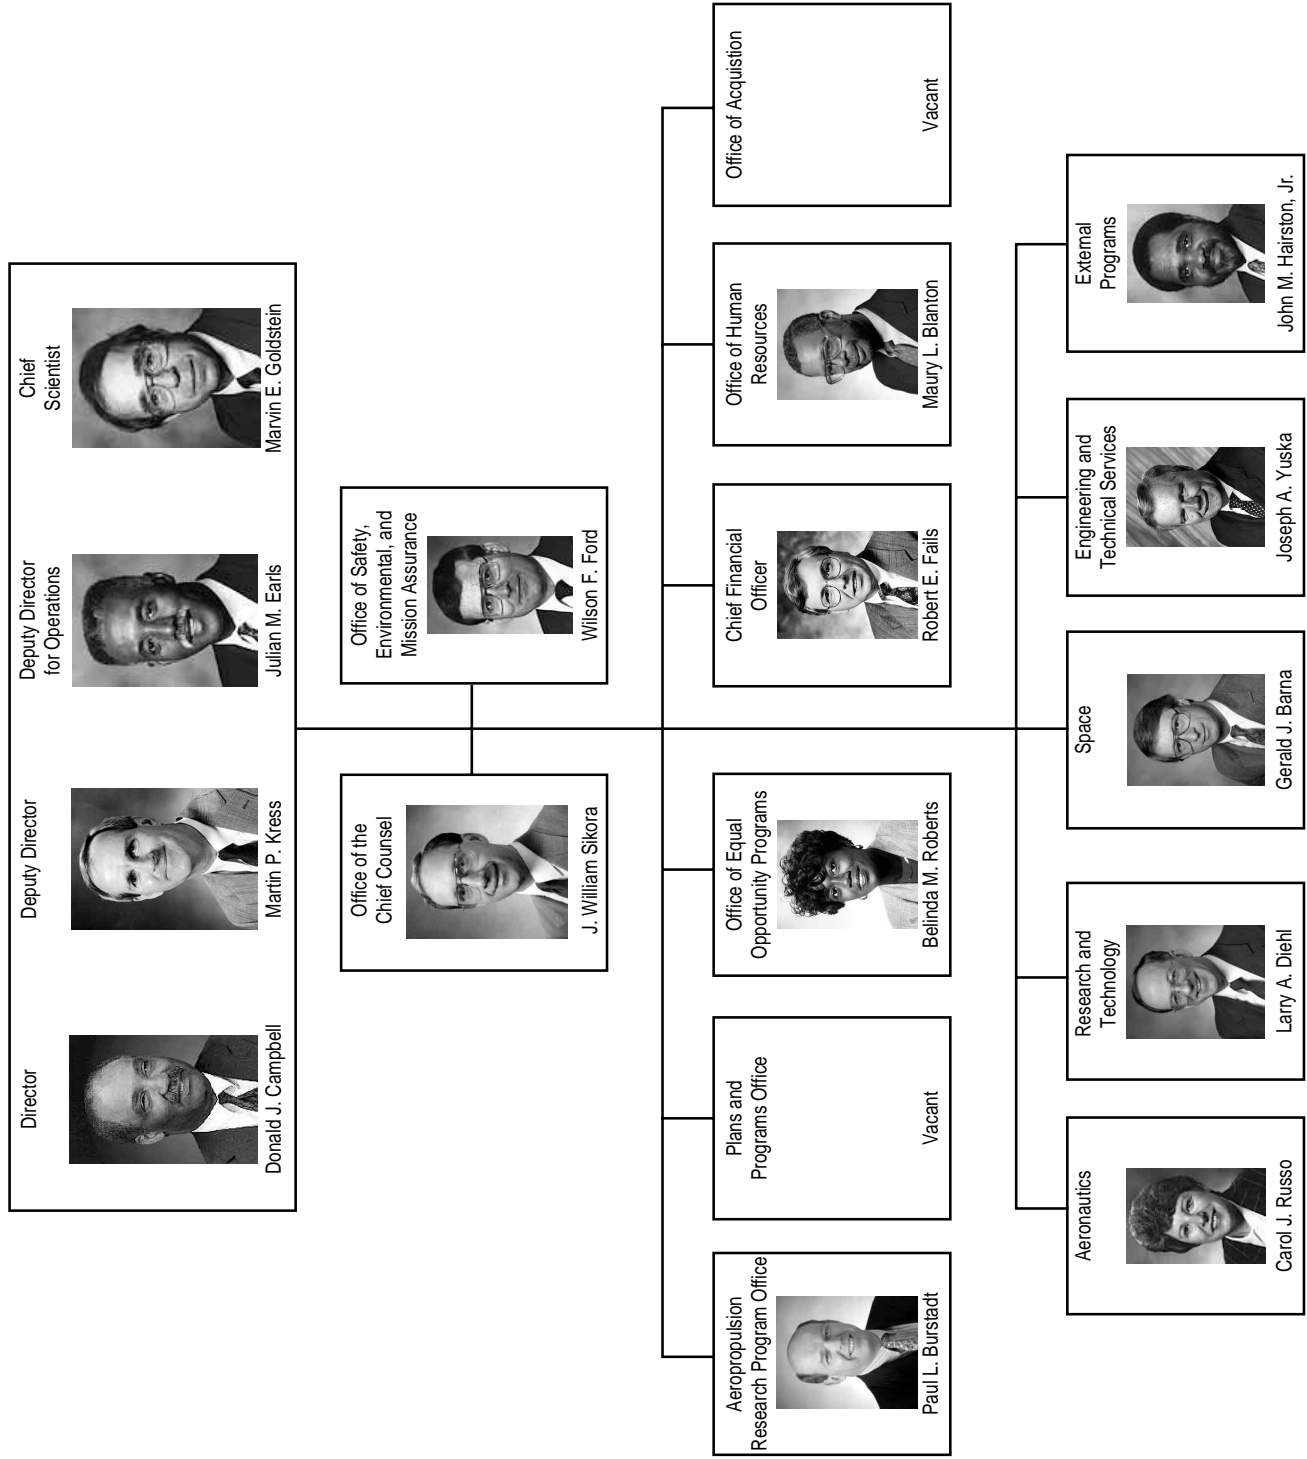 Director
Donald J. Campbell
Deputy Director
Martin P. Kress
Deputy Director
for Operations
Julian M. Earls
Chief
Scientist
Marvin E. Goldstein
Office of the
Chief Counsel
J. William Sikora
Office of Safety,
Environmental, and
Mission Assurance
Wilson F. Ford
Aeropropulsion
Research Program Office
Paul L. Burstadt
Plans and
Programs Office
Vacant
Office of Equal
Opportunity Programs
Belinda M. Roberts
Chief Financial
Officer
Robert E. Fails
Office of Human
Resources
Maury L. Blanton
Office of Acquistion
Vacant
Aeronautics
Carol J. Russo
Research and
Technology
Larry A. Diehl
Space
Gerald J. Barna
Engineering and
Technical Services
Joseph A. Yuska
External
Programs
John M. Hairston, Jr.